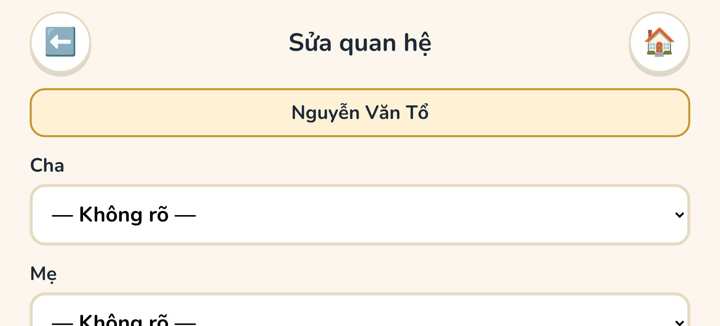 Sửa quan hệ
Nguyễn Văn Tổ
Cha
— Không rõ —
Mẹ
— Không rõ —